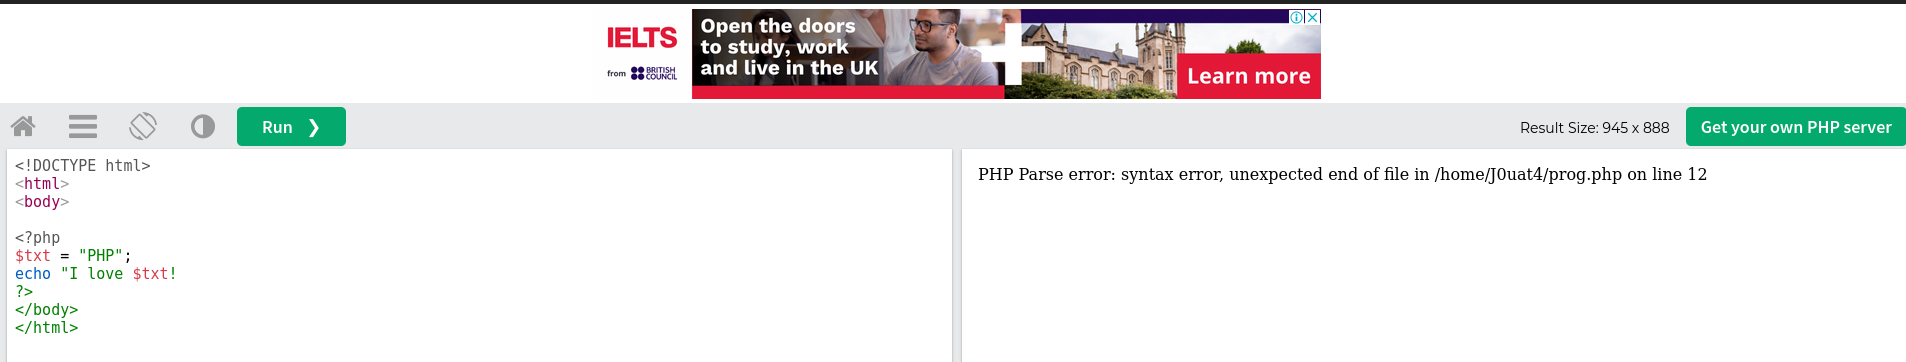 IELTS
from BRITISH COUNCIL
Open the doors
to study, work
and live in the UK
Learn more
Run ❯
Result Size: 945 x 888
Get your own PHP server
<!DOCTYPE html>
<html>
<body>
<?php
$txt = "PHP";
echo "I love $txt!
?>
</body>
</html>
PHP Parse error: syntax error, unexpected end of file in /home/J0uat4/prog.php on line 12